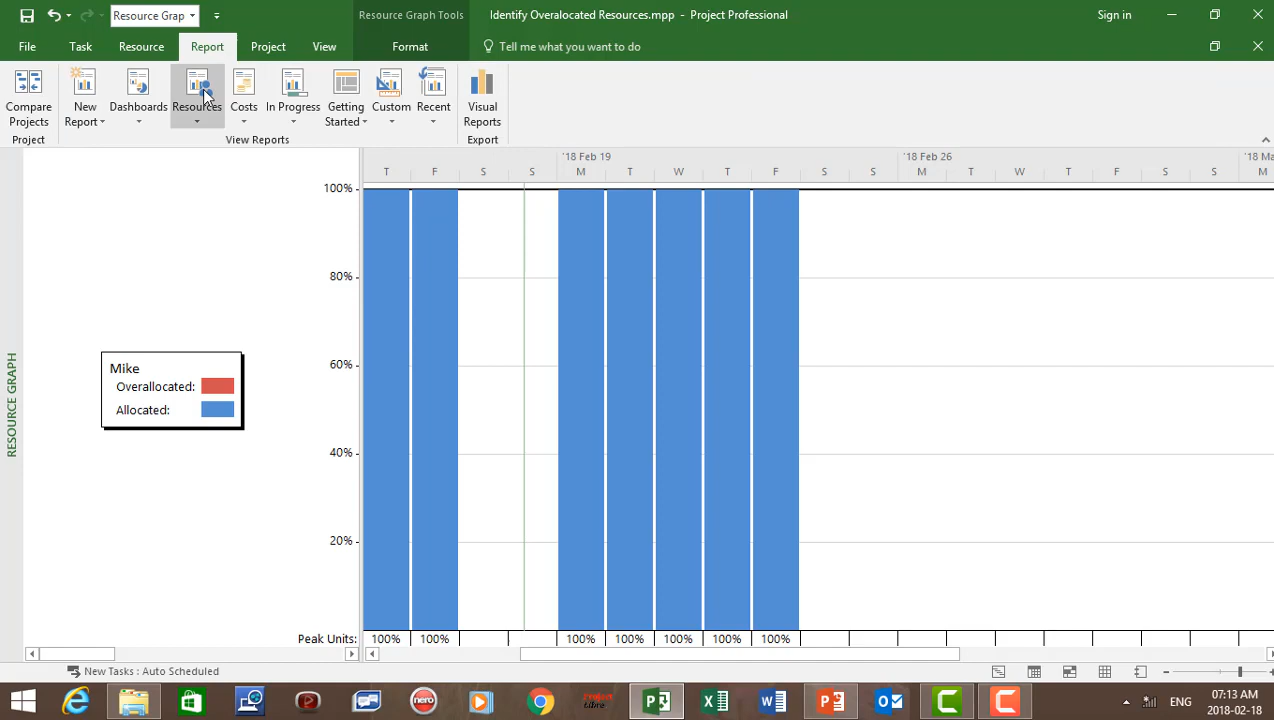 Resource Grap
Resource Graph Tools
Identify Overalocated Resources.mpp - Project Professional
Sign in
File
Task
Resource
Report
Project
View
Format
Tell me what you want to do
Compare Projects
New Report
Dashboards
Resources
Costs
In Progress
Getting Started
Custom
Recent
Visual Reports
Project
View Reports
Export
'18 Feb 19
'18 Feb 26
'18 Ma
T F S S M T W T F S S M T W T F S S M
100%
80%
60%
40%
20%
RESOURCE GRAPH
Mike
Overallocated:
Allocated:
Peak Units:
100% 100% 100% 100% 100% 100% 100%
New Tasks : Auto Scheduled
nero
Project
Libre
ENG
07:13 AM
2018-02-18